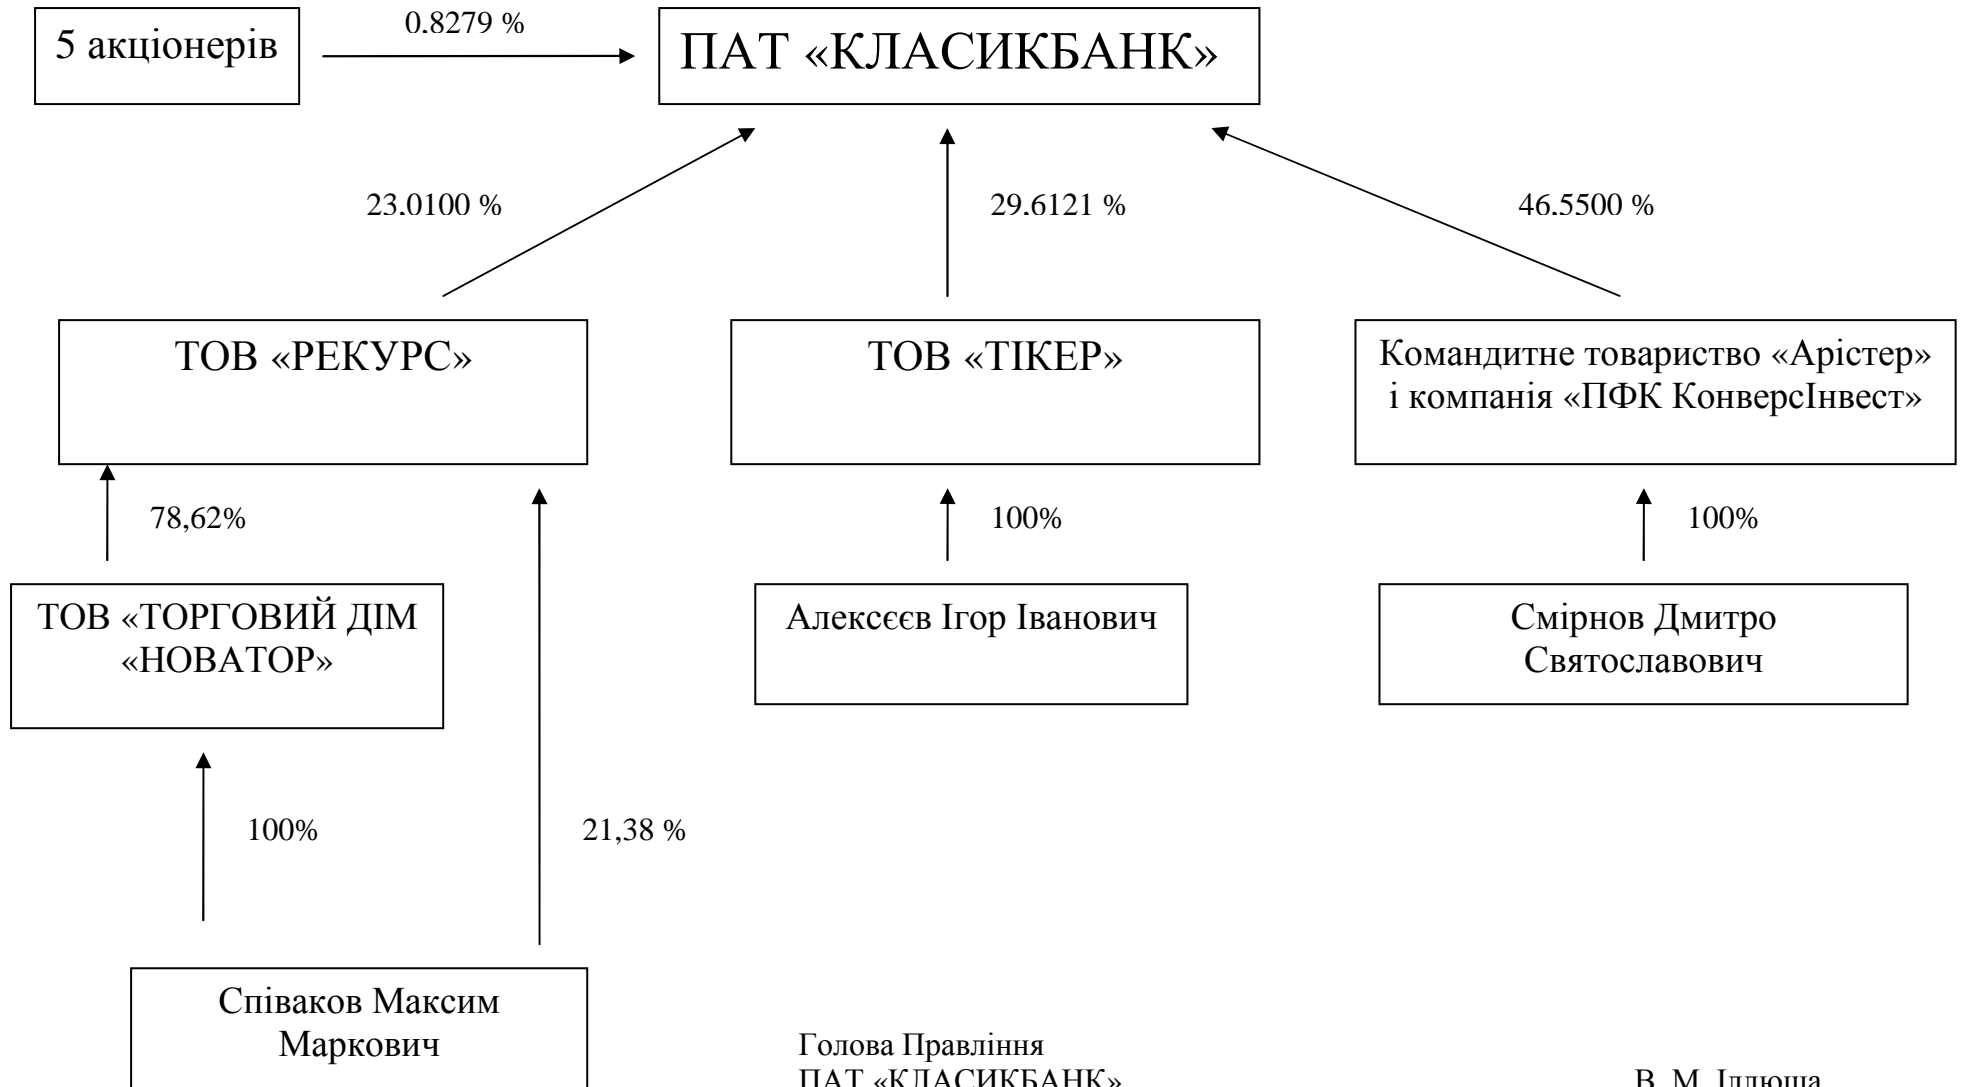 5 акціонерів
0.8279 %
ПАТ «КЛАСИКБАНК»
23.0100 %
29.6121 %
46.5500 %
ТОВ «РЕКУРС»
ТОВ «ТІКЕР»
Командитне товариство «Арістер»
і компанія «ПФК КонверсІнвест»
78,62%
100%
100%
ТОВ «ТОРГОВИЙ ДІМ
«НОВАТОР»
Алексєєв Ігор Іванович
Смірнов Дмитро
Святославович
100%
21,38 %
Співаков Максим
Маркович
Голова Правління
ПАТ «КЛАСИКБАНК»
В. М.